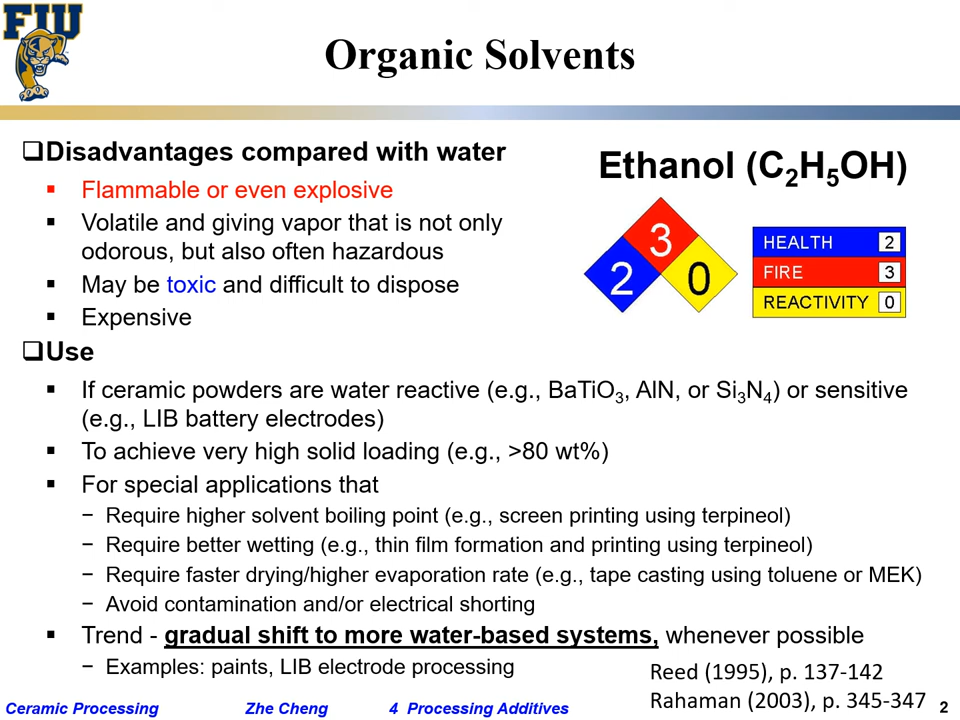 FIU
Organic Solvents
❑Disadvantages compared with water
▪ Flammable or even explosive
▪ Volatile and giving vapor that is not only
odorous, but also often hazardous
▪ May be toxic and difficult to dispose
▪ Expensive
Ethanol (C₂H₅OH)
3
2 0
HEALTH 2
FIRE 3
REACTIVITY 0
❑Use
▪ If ceramic powders are water reactive (e.g., BaTiO₃, AlN, or Si₃N₄) or sensitive
(e.g., LIB battery electrodes)
▪ To achieve very high solid loading (e.g., >80 wt%)
▪ For special applications that
− Require higher solvent boiling point (e.g., screen printing using terpineol)
− Require better wetting (e.g., thin film formation and printing using terpineol)
− Require faster drying/higher evaporation rate (e.g., tape casting using toluene or MEK)
− Avoid contamination and/or electrical shorting
▪ Trend - gradual shift to more water-based systems, whenever possible
− Examples: paints, LIB electrode processing
Reed (1995), p. 137-142
Rahaman (2003), p. 345-347
Ceramic Processing Zhe Cheng 4 Processing Additives 2